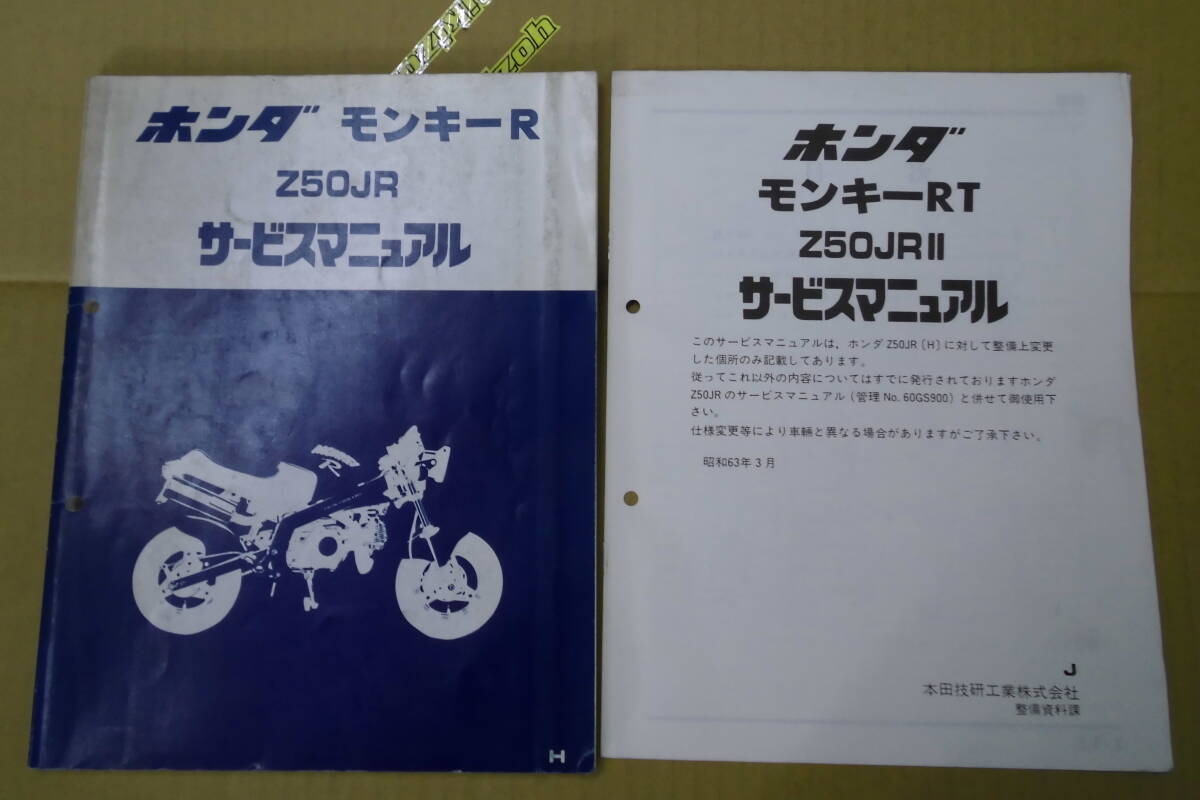 kzoh
ホンダ モンキーR
Z50JR
サービスマニュアル
R
H
ホンダ
モンキーRT
Z50JRII
サービスマニュアル
このサービスマニュアルは，ホンダ Z50JR〔H〕に対して整備上変更
した個所のみ記載してあります。
従ってこれ以外の内容についてはすでに発行されておりますホンダ
Z50JR のサービスマニュアル（管理 No. 60GS900）と併せて御使用下
さい。
仕様変更等により車輛と異なる場合がありますがご了承下さい。
昭和63年 3 月
J
本田技研工業株式会社
整備資料課